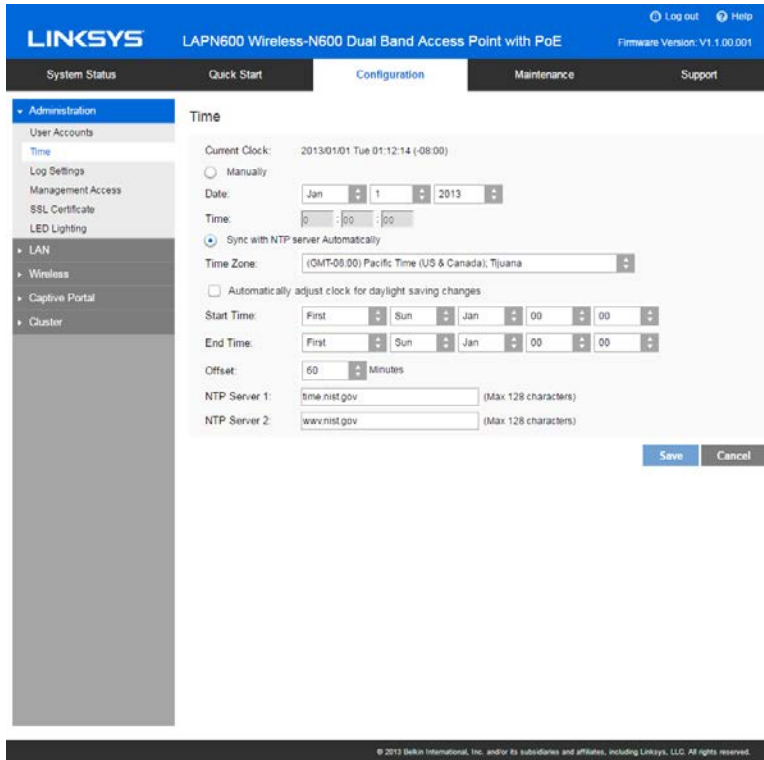 Log out Help
LINKSYS LAPN600 Wireless-N600 Dual Band Access Point with PoE Firmware Version: V1.1.00.001
System Status Quick Start Configuration Maintenance Support
Administration
User Accounts
Time
Log Settings
Management Access
SSL Certificate
LED Lighting
LAN
Wireless
Captive Portal
Cluster
Time
Current Clock: 2013/01/01 Tue 01:12:14 (-08:00)
Manually
Date: Jan 1 2013
Time: 0 : 00 : 00
Sync with NTP server Automatically
Time Zone: (GMT-08:00) Pacific Time (US & Canada); Tijuana
Automatically adjust clock for daylight saving changes
Start Time: First Sun Jan 00 00
End Time: First Sun Jan 00 00
Offset: 60 Minutes
NTP Server 1: time.nist.gov (Max 128 characters)
NTP Server 2: wwv.nist.gov (Max 128 characters)
Save Cancel
© 2013 Belkin International, Inc. and/or its subsidiaries and affiliates, including Linksys, LLC. All rights reserved.